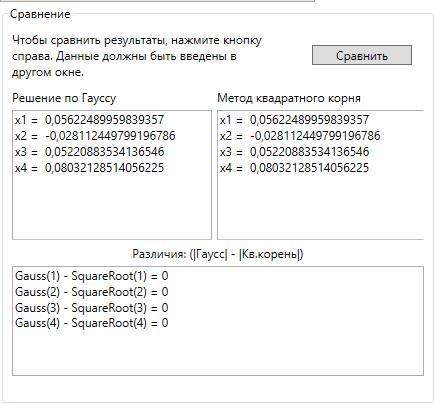 Сравнение
Чтобы сравнить результаты, нажмите кнопку
справа. Данные должны быть введены в
другом окне.
Сравнить
Решение по Гауссу
x1 = 0,05622489959839357
x2 = -0,028112449799196786
x3 = 0,05220883534136546
x4 = 0,08032128514056225
Метод квадратного корня
x1 = 0,05622489959839357
x2 = -0,028112449799196786
x3 = 0,05220883534136546
x4 = 0,08032128514056225
Различия: (|Гаусс| - |Кв.корень|)
Gauss(1) - SquareRoot(1) = 0
Gauss(2) - SquareRoot(2) = 0
Gauss(3) - SquareRoot(3) = 0
Gauss(4) - SquareRoot(4) = 0